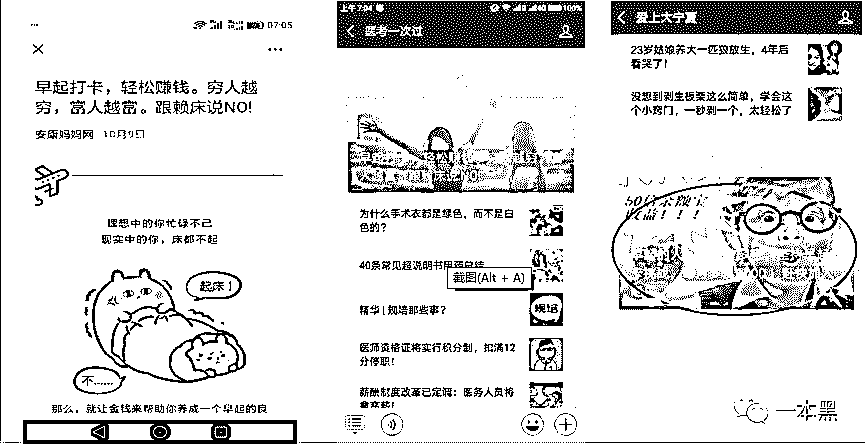 07:05
早起打卡，轻松赚钱。穷人越
穷，富人越富。跟赖床说NO!
安康妈妈网 10月9日
理想中的你忙碌不已
现实中的你，床都不起
起床！
不……
那么，就让金钱来帮助你养成一个早起的良
上午7:04
100%
医考一次过
为什么手术衣都是绿色，而不是白
色的？
40条常见超说明书用药总结
截图(Alt + A)
精华 | 规培那些事？
规培
医师资格证将实行积分制，扣满12
分停职！
薪酬制度改革已定调：医务人员将
爱上大宁夏
23岁姑娘养大一匹狼放生，4年后
看哭了！
没想到剥生板栗这么简单，学会这
个小窍门，一秒剥一个，太轻松了
一本黑